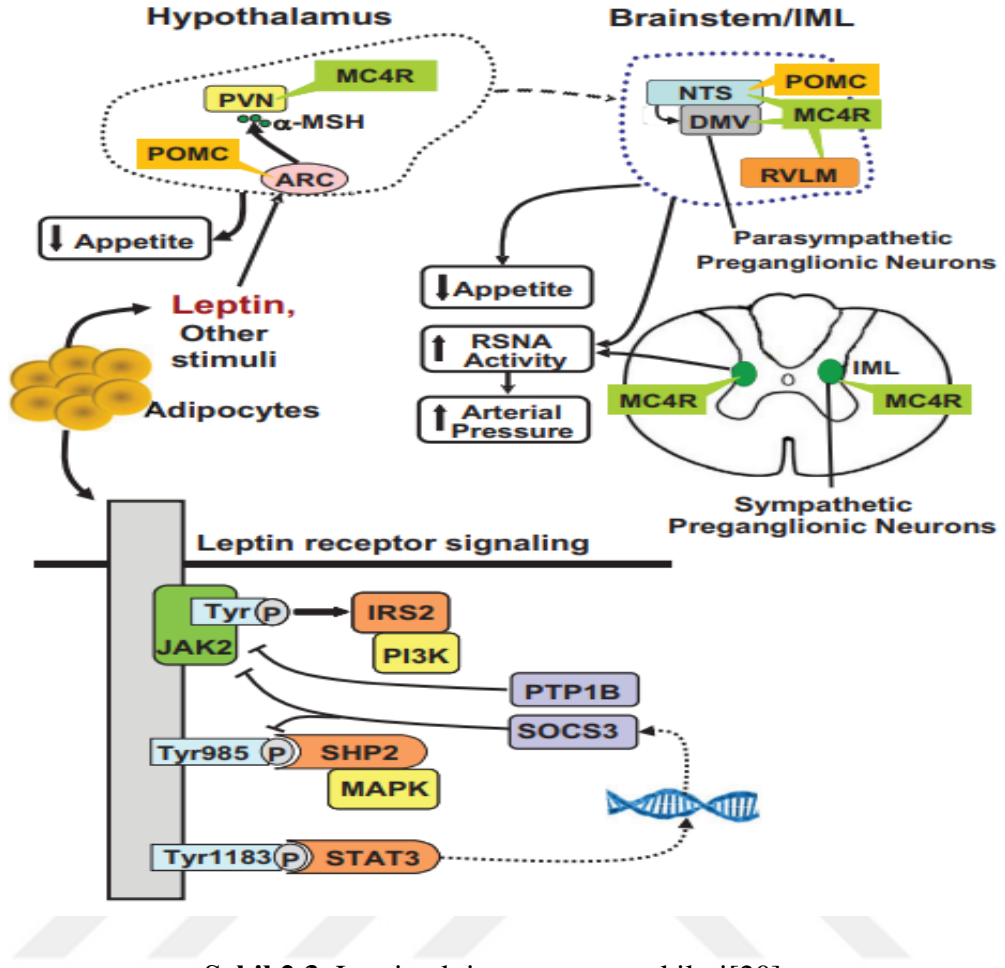 Hypothalamus
Brainstem/IML
MC4R
PVN
α-MSH
POMC
ARC
NTS
POMC
DMV
MC4R
RVLM
Appetite
Parasympathetic
Preganglionic Neurons
Leptin,
Other
stimuli
Adipocytes
Appetite
RSNA
Activity
Arterial
Pressure
IML
MC4R
MC4R
Sympathetic
Preganglionic Neurons
Leptin receptor signaling
Tyr P
JAK2
IRS2
PI3K
PTP1B
SOCS3
Tyr985 P SHP2
MAPK
Tyr1183 P STAT3